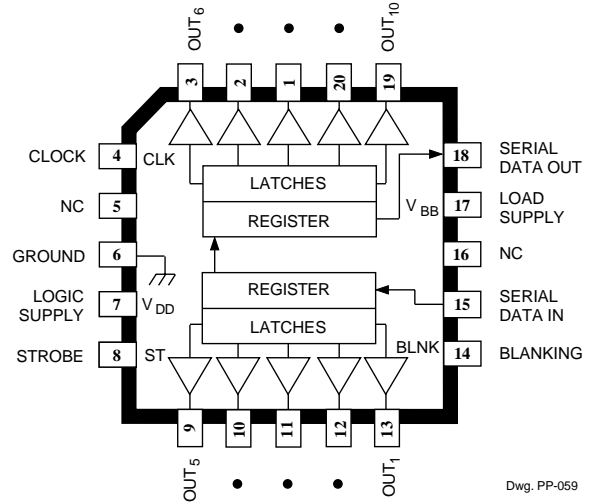 OUT6 • • • OUT10
3 2 1 20 19
CLOCK 4 CLK
18 SERIAL DATA OUT
LATCHES
NC 5
REGISTER
VBB 17 LOAD SUPPLY
GROUND 6
16 NC
REGISTER
LOGIC SUPPLY 7 VDD
15 SERIAL DATA IN
LATCHES
STROBE 8 ST
BLNK 14 BLANKING
9 10 11 12 13
OUT5 • • • OUT1
Dwg. PP-059